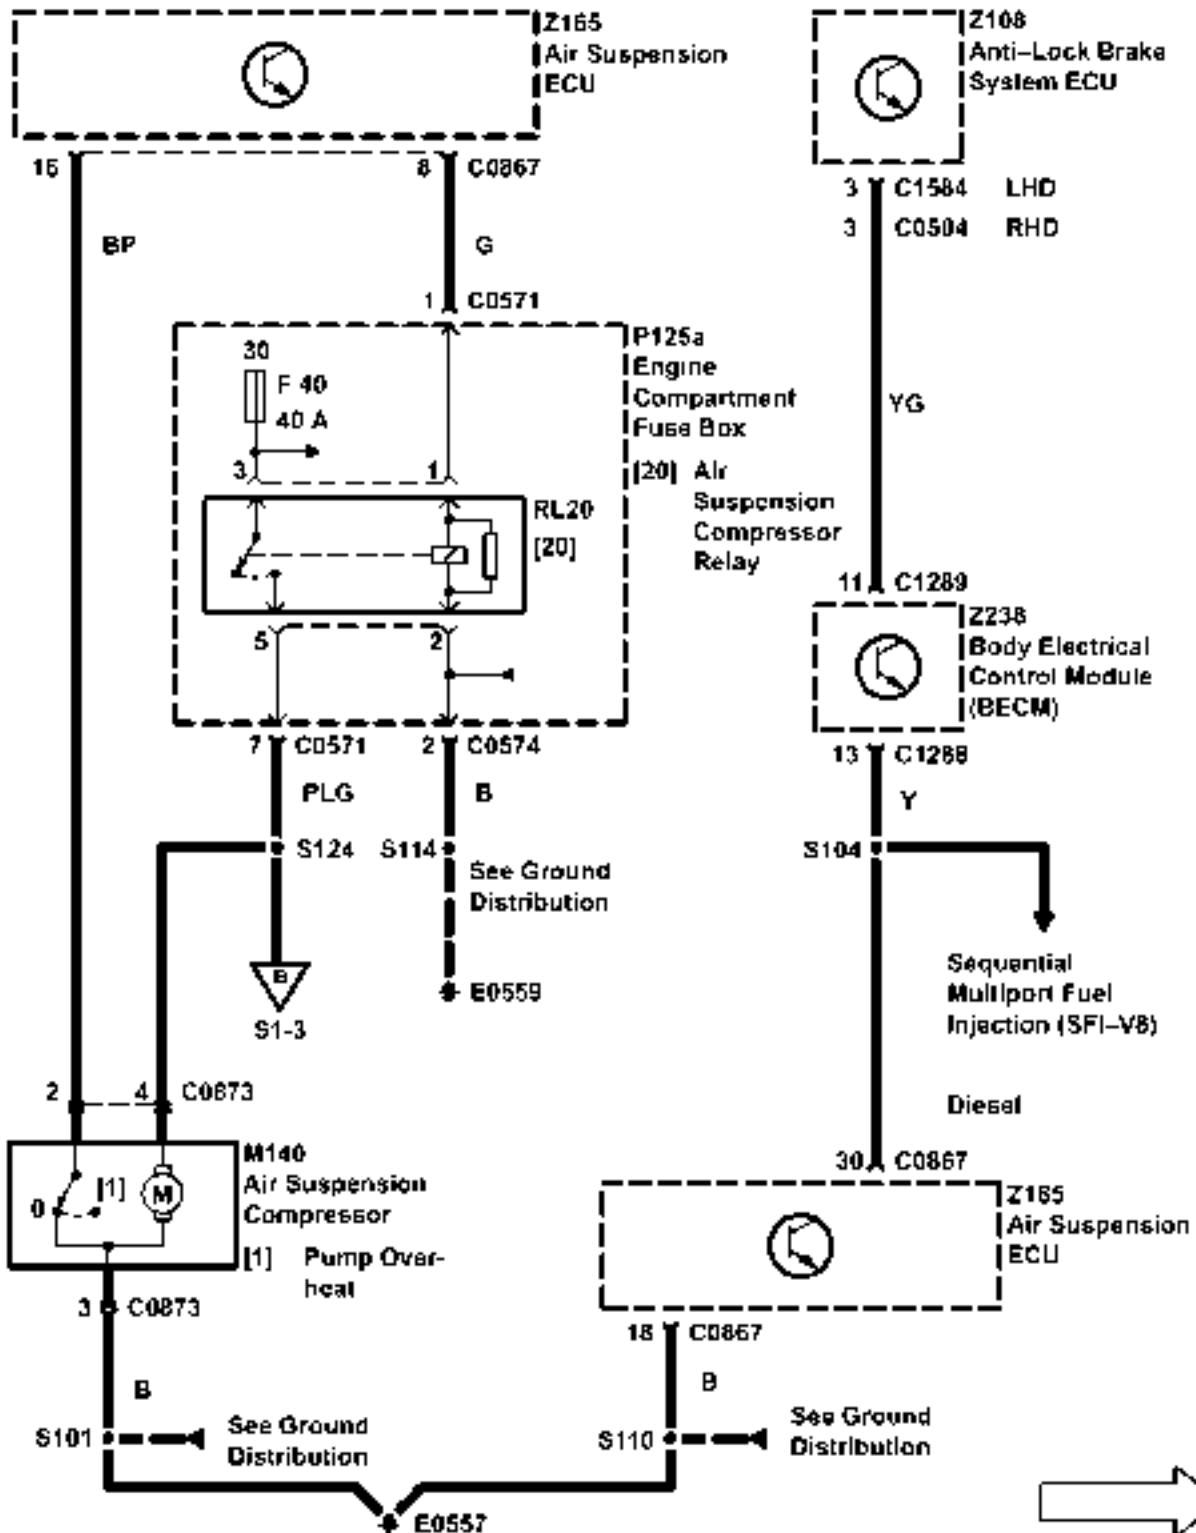 Z165
Air Suspension
ECU
Z108
Anti-Lock Brake
System ECU
16
8 C0867
3 C1584 LHD
3 C0504 RHD
BP
G
1 C0571
P125a
Engine
Compartment
Fuse Box
[20] Air
Suspension
Compressor
Relay
30
F 40
40 A
YG
3
1
RL20
[20]
11 C1289
Z238
Body Electrical
Control Module
(BECM)
5
2
7 C0571
2 C0574
13 C1288
PLG
B
Y
S124
S114
S104
See Ground
Distribution
B
S1-3
E0559
Sequential
Multiport Fuel
Injection (SFI-V8)
Diesel
2
4 C0873
30 C0867
M140
Air Suspension
Compressor
[1] Pump Over-
heat
0
[1]
M
Z165
Air Suspension
ECU
3 C0873
18 C0867
B
B
S101
See Ground
Distribution
S110
See Ground
Distribution
E0557